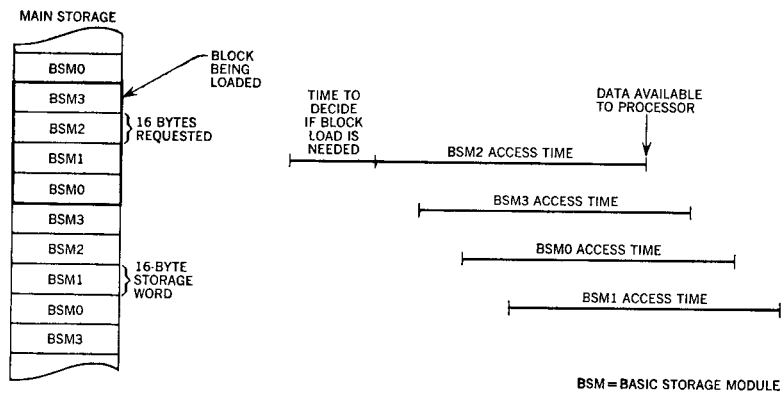 MAIN STORAGE
BSM0
BSM3
BSM2
BSM1
BSM0
BSM3
BSM2
BSM1
BSM0
BSM3
BLOCK
BEING
LOADED
16 BYTES
REQUESTED
16-BYTE
STORAGE
WORD
TIME TO
DECIDE
IF BLOCK
LOAD IS
NEEDED
DATA AVAILABLE
TO PROCESSOR
BSM2 ACCESS TIME
BSM3 ACCESS TIME
BSM0 ACCESS TIME
BSM1 ACCESS TIME
BSM = BASIC STORAGE MODULE